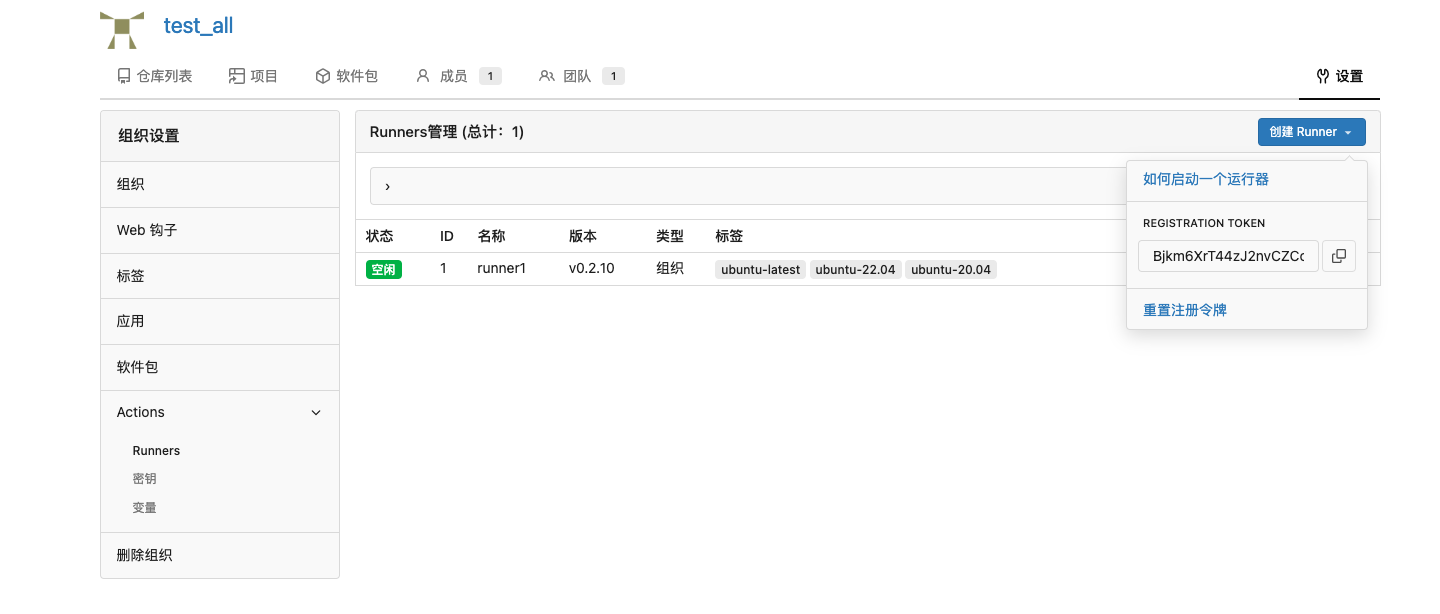 test_all
仓库列表 项目 软件包 成员 1 团队 1 设置
组织设置
组织
Web 钩子
标签
应用
软件包
Actions
Runners
密钥
变量
删除组织
Runners管理 (总计：1)
创建 Runner
状态 ID 名称 版本 类型 标签
空闲 1 runner1 v0.2.10 组织 ubuntu-latest ubuntu-22.04 ubuntu-20.04
如何启动一个运行器
REGISTRATION TOKEN
Bjkm6XrT44zJ2nvCZC
重置注册令牌